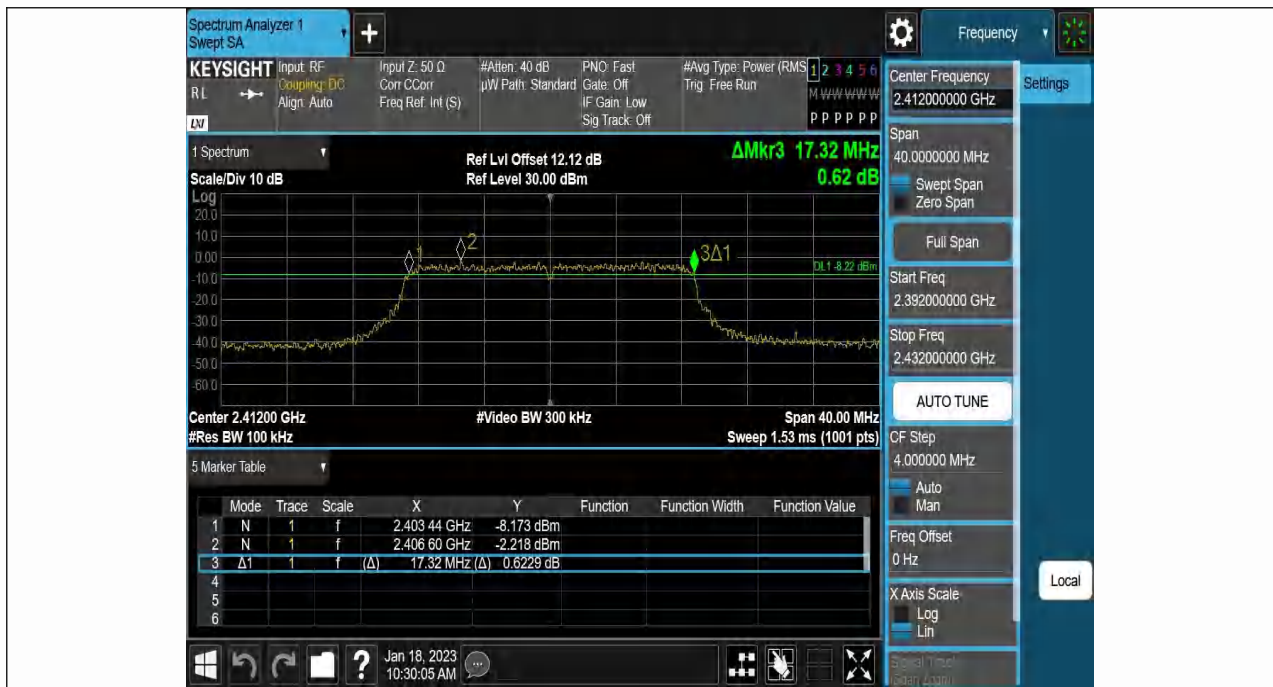 Spectrum Analyzer 1
Swept SA
+
Frequency
KEYSIGHT
RL
LXI
Input: RF
Coupling: DC
Align: Auto
Input Z: 50 Ω
Corr CCorr
Freq Ref: Int (S)
#Atten: 40 dB
µW Path: Standard
PNO: Fast
Gate: Off
IF Gain: Low
Sig Track: Off
#Avg Type: Power (RMS
Trig: Free Run
1 2 3 4 5 6
M W W W W W
P P P P P P
1 Spectrum
Scale/Div 10 dB
Log
Ref Lvl Offset 12.12 dB
Ref Level 30.00 dBm
ΔMkr3 17.32 MHz
0.62 dB
20.0
10.0
0.00
-10.0
-20.0
-30.0
-40.0
-50.0
-60.0
1
2
3Δ1
DL1 -8.22 dBm
Center 2.41200 GHz
#Video BW 300 kHz
Span 40.00 MHz
#Res BW 100 kHz
Sweep 1.53 ms (1001 pts)
5 Marker Table
Mode Trace Scale X Y Function Function Width Function Value
1 N 1 f 2.403 44 GHz -8.173 dBm
2 N 1 f 2.406 60 GHz -2.218 dBm
3 Δ1 1 f (Δ) 17.32 MHz (Δ) 0.6229 dB
4
5
6
Jan 18, 2023
10:30:05 AM
?
Settings
Center Frequency
2.412000000 GHz
Span
40.0000000 MHz
Swept Span
Zero Span
Full Span
Start Freq
2.392000000 GHz
Stop Freq
2.432000000 GHz
AUTO TUNE
CF Step
4.000000 MHz
Auto
Man
Freq Offset
0 Hz
X Axis Scale
Log
Lin
Signal Track
(Span Zoom)
Local